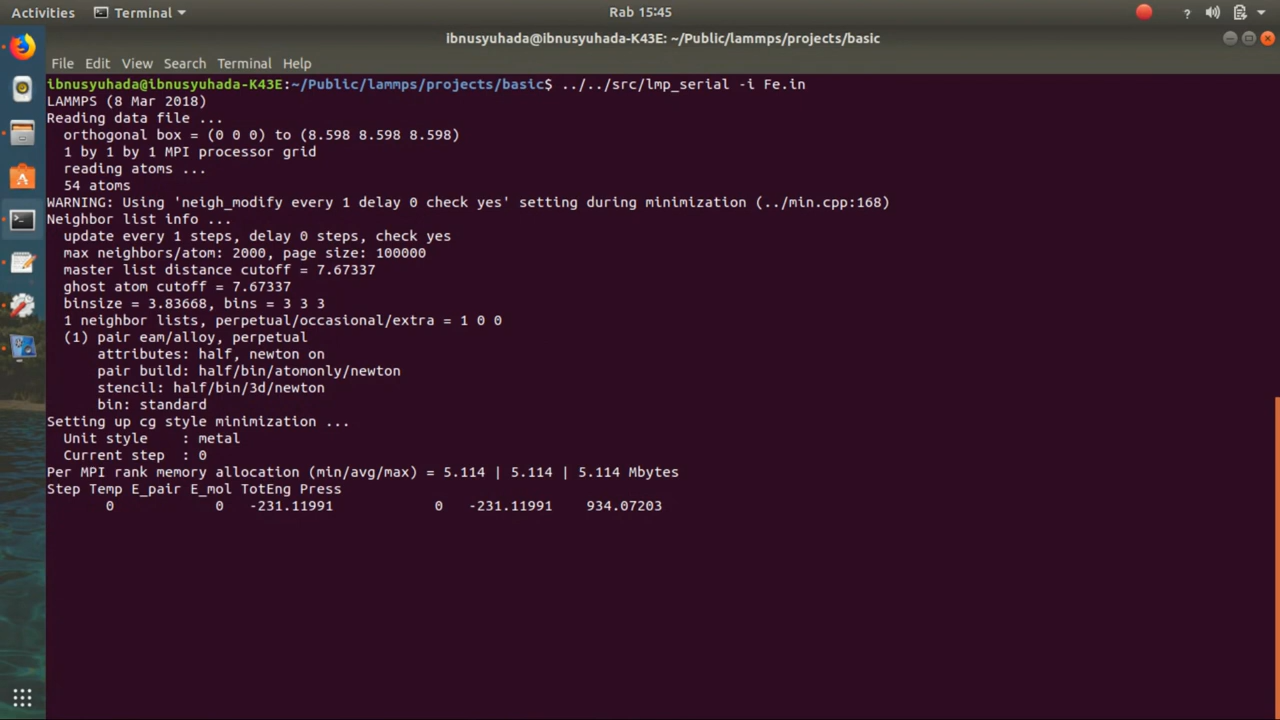 Activities Terminal Rab 15:45 ?
ibnusyuhada@ibnusyuhada-K43E: ~/Public/lammps/projects/basic
File Edit View Search Terminal Help
ibnusyuhada@ibnusyuhada-K43E:~/Public/lammps/projects/basic$ ../../src/lmp_serial -i Fe.in
LAMMPS (8 Mar 2018)
Reading data file ...
  orthogonal box = (0 0 0) to (8.598 8.598 8.598)
  1 by 1 by 1 MPI processor grid
  reading atoms ...
  54 atoms
WARNING: Using 'neigh_modify every 1 delay 0 check yes' setting during minimization (../min.cpp:168)
Neighbor list info ...
  update every 1 steps, delay 0 steps, check yes
  max neighbors/atom: 2000, page size: 100000
  master list distance cutoff = 7.67337
  ghost atom cutoff = 7.67337
  binsize = 3.83668, bins = 3 3 3
  1 neighbor lists, perpetual/occasional/extra = 1 0 0
  (1) pair eam/alloy, perpetual
      attributes: half, newton on
      pair build: half/bin/atomonly/newton
      stencil: half/bin/3d/newton
      bin: standard
Setting up cg style minimization ...
  Unit style    : metal
  Current step  : 0
Per MPI rank memory allocation (min/avg/max) = 5.114 | 5.114 | 5.114 Mbytes
Step Temp E_pair E_mol TotEng Press
       0            0   -231.11991            0   -231.11991    934.07203